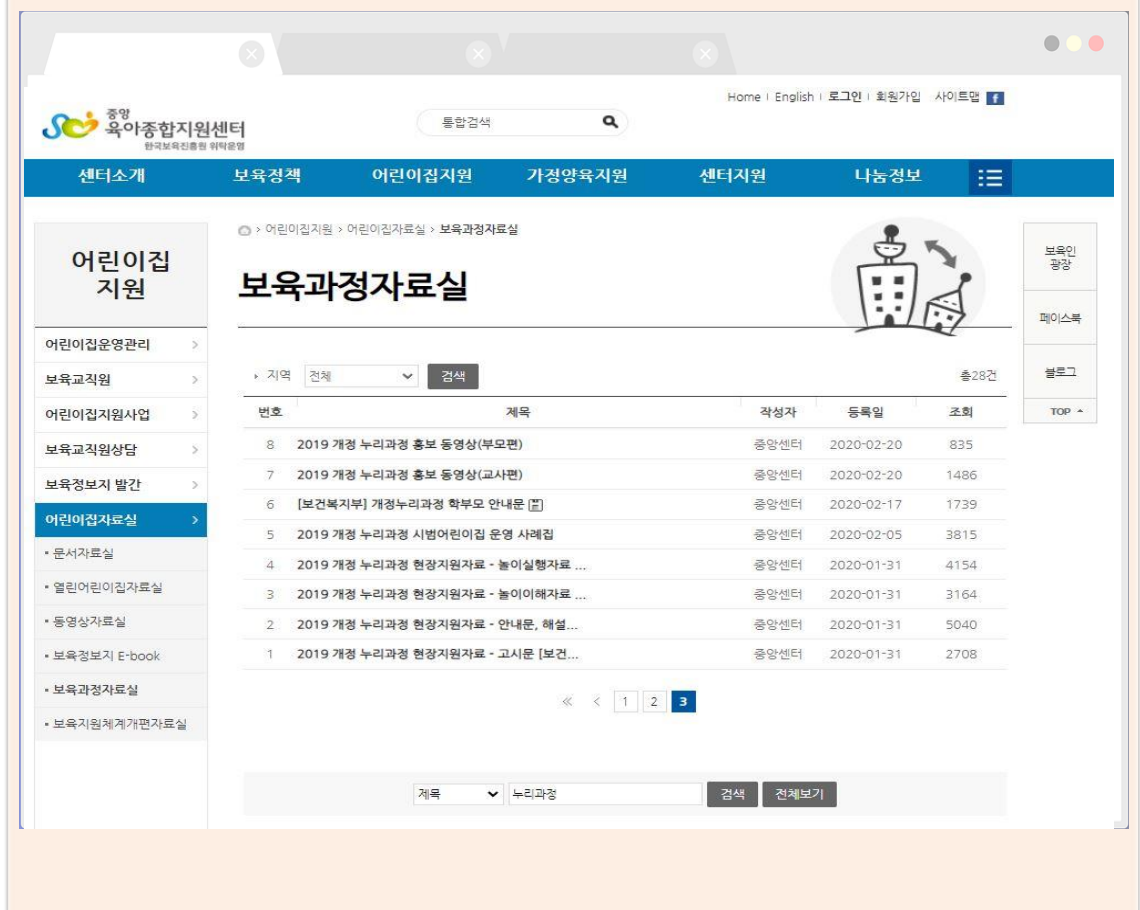 Home | English | 로그인 | 회원가입 사이트맵 f
중앙
육아종합지원센터
한국보육진흥원 위탁운영
통합검색
센터소개 보육정책 어린이집지원 가정양육지원 센터지원 나눔정보
어린이집
지원
어린이집운영관리 >
보육교직원 >
어린이집지원사업 >
보육교직원상담 >
보육정보지 발간 >
어린이집자료실 >
▪ 문서자료실
▪ 열린어린이집자료실
▪ 동영상자료실
▪ 보육정보지 E-book
▪ 보육과정자료실
▪ 보육지원체계개편자료실
> 어린이집지원 > 어린이집자료실 > 보육과정자료실
보육과정자료실
지역 전체 검색 총28건
번호 제목 작성자 등록일 조회
8 2019 개정 누리과정 홍보 동영상(부모편) 중앙센터 2020-02-20 835
7 2019 개정 누리과정 홍보 동영상(교사편) 중앙센터 2020-02-20 1486
6 [보건복지부] 개정누리과정 학부모 안내문 중앙센터 2020-02-17 1739
5 2019 개정 누리과정 시범어린이집 운영 사례집 중앙센터 2020-02-05 3815
4 2019 개정 누리과정 현장지원자료 - 놀이실행자료 ... 중앙센터 2020-01-31 4154
3 2019 개정 누리과정 현장지원자료 - 놀이이해자료 ... 중앙센터 2020-01-31 3164
2 2019 개정 누리과정 현장지원자료 - 안내문, 해설... 중앙센터 2020-01-31 5040
1 2019 개정 누리과정 현장지원자료 - 고시문 [보건... 중앙센터 2020-01-31 2708
≪ < 1 2 3
제목 누리과정 검색 전체보기
보육인
광장
페이스북
블로그
TOP